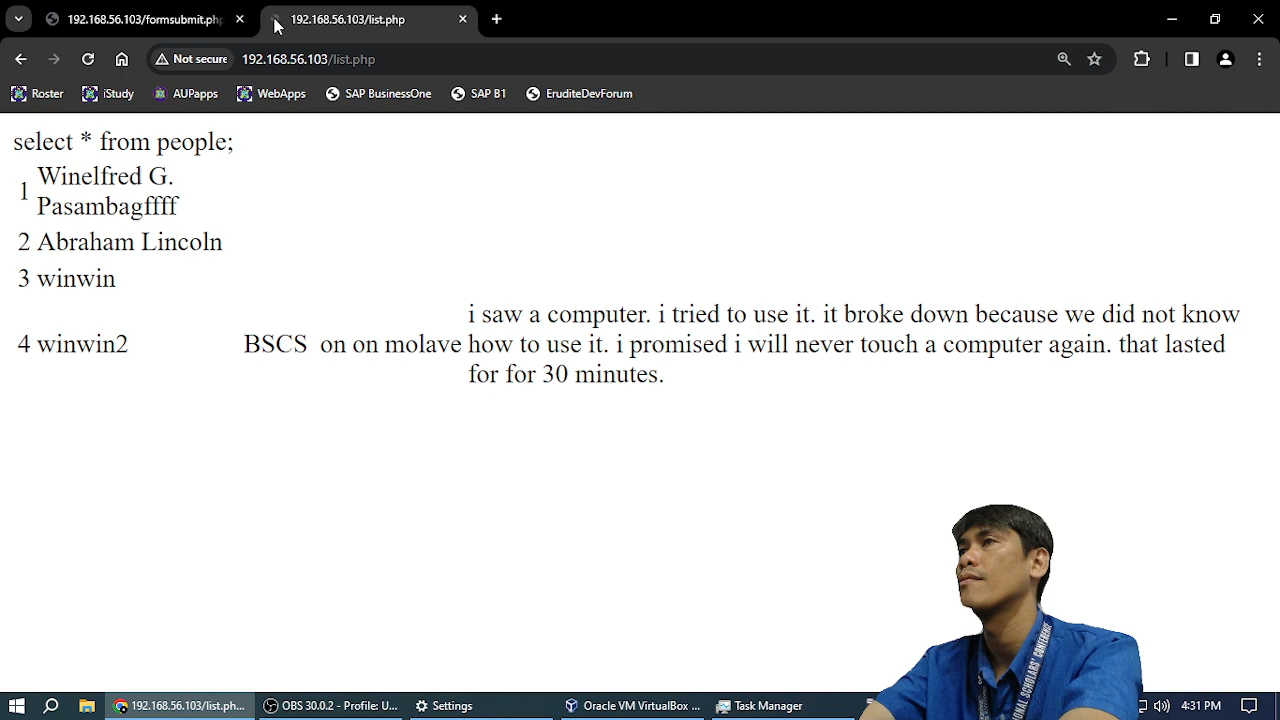 192.168.56.103/formsubmit.php
192.168.56.103/list.php
Not secure
192.168.56.103/list.php
Roster
iStudy
AUPapps
WebApps
SAP BusinessOne
SAP B1
EruditeDevForum
select * from people;
1 Winelfred G.
Pasambagffff
2 Abraham Lincoln
3 winwin
4 winwin2 BSCS on on molave
i saw a computer. i tried to use it. it broke down because we did not know
how to use it. i promised i will never touch a computer again. that lasted
for for 30 minutes.
SCHOLARS' CONFERENCE
192.168.56.103/list.ph...
OBS 30.0.2 - Profile: U...
Settings
Oracle VM VirtualBox ...
Task Manager
4:31 PM